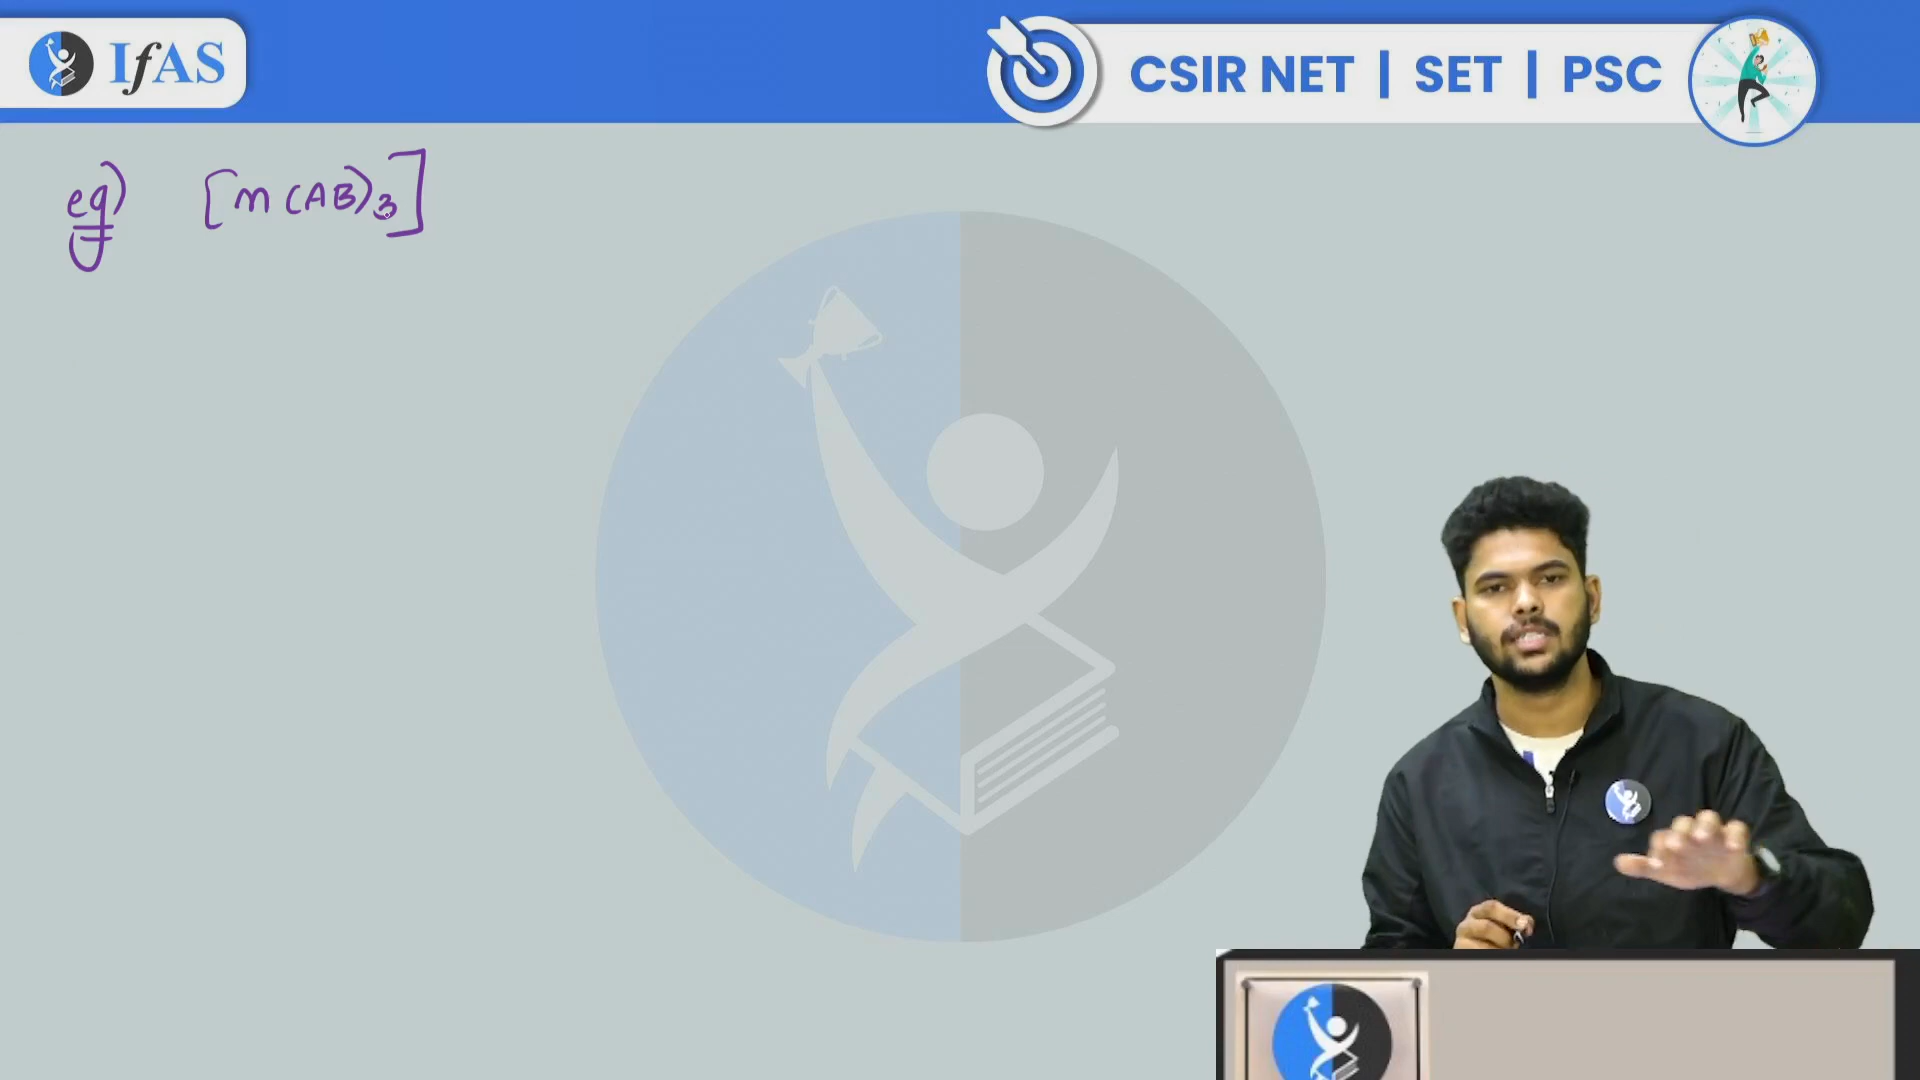 IfAS
CSIR NET | SET | PSC
eg) [M(AB)3]